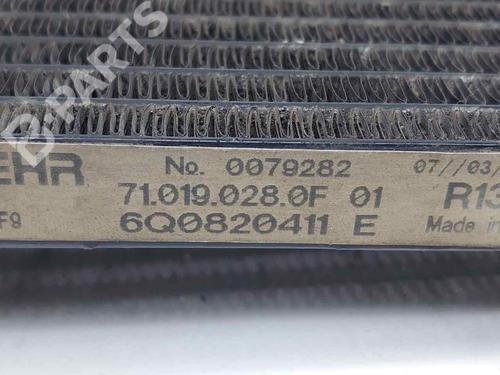 B-PARTS
EHR No. 0079282 07//03/
71.019.028.0F 01 R13
F9 6Q0820411 E Made in